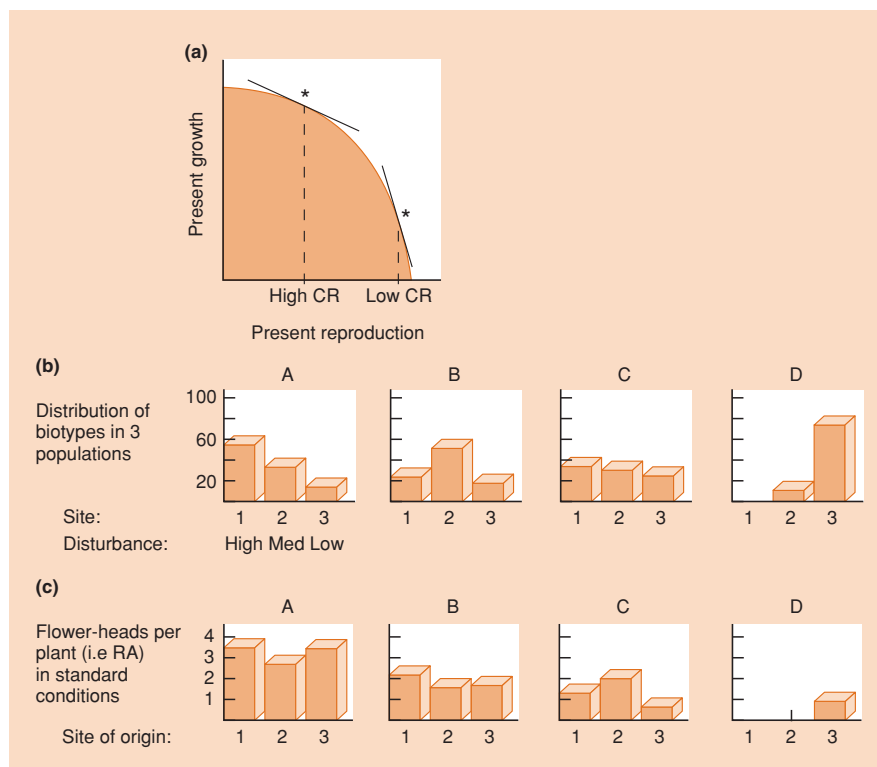 (a)
*
*
Present growth
High CR Low CR
Present reproduction
(b)
A B C D
Distribution of
biotypes in 3
populations
100
60
20
Site: 1 2 3 1 2 3 1 2 3 1 2 3
Disturbance: High Med Low
(c)
A B C D
Flower-heads per
plant (i.e RA)
in standard
conditions
4
3
2
1
Site of origin: 1 2 3 1 2 3 1 2 3 1 2 3